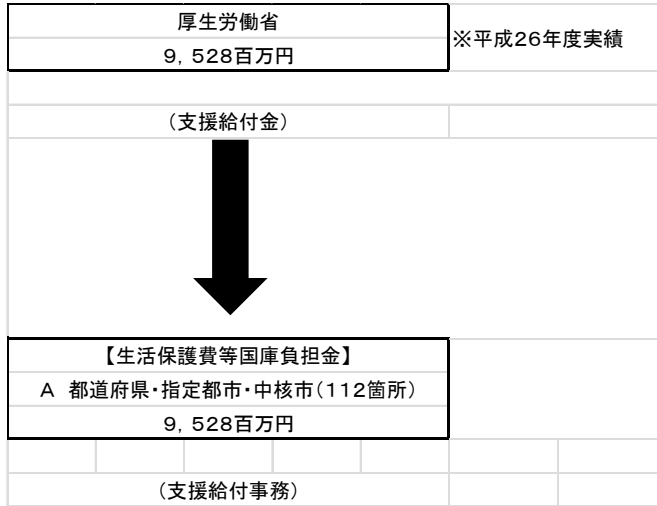 厚生労働省
9，528百万円
※平成26年度実績
（支援給付金）
【生活保護費等国庫負担金】
A　都道府県・指定都市・中核市（112箇所）
9，528百万円
（支援給付事務）